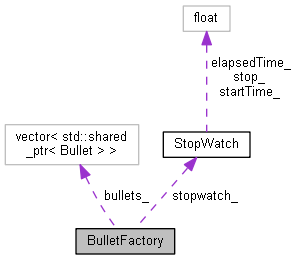 float
elapsedTime_
stop_
startTime_
vector< std::shared
_ptr< Bullet > >
StopWatch
bullets_
stopwatch_
BulletFactory